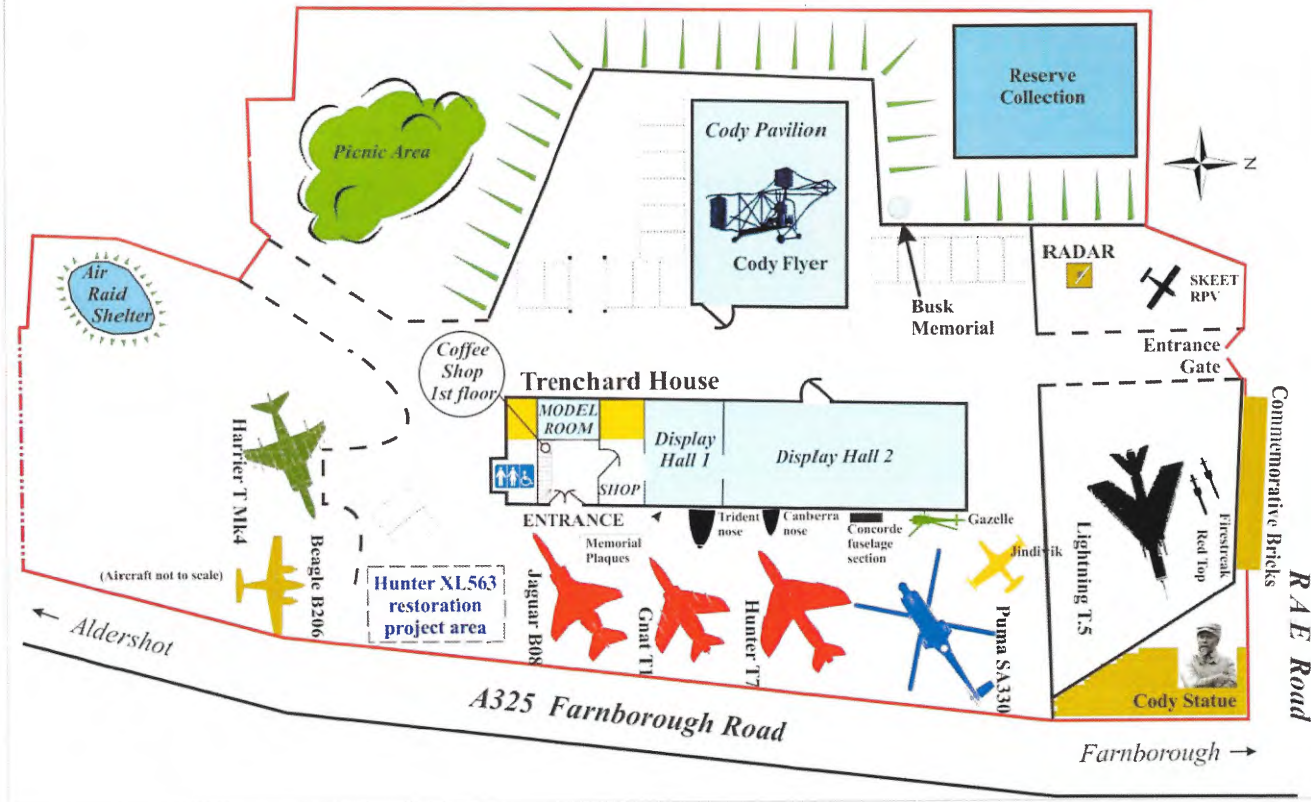 Reserve
Collection
Cody Pavilion
Picnic Area
N
Cody Flyer
RADAR
SKEET
RPV
Air
Raid
Shelter
Busk
Memorial
Entrance
Gate
Coffee
Shop
1st floor
Trenchard House
MODEL
ROOM
Display
Hall 1
Display Hall 2
SHOP
Commemorative Bricks
Harrier T Mk4
ENTRANCE
Memorial
Plaques
Trident
nose
Canberra
nose
Concorde
fuselage
section
Gazelle
Jindivik
Lightning T.5
Red Top
Firestreak
Beagle B206
(Aircraft not to scale)
Hunter XL563
restoration
project area
Jaguar B08
Gnat T1
Hunter T7
Puma SA330
RAE Road
Cody Statue
← Aldershot
A325 Farnborough Road
Farnborough →